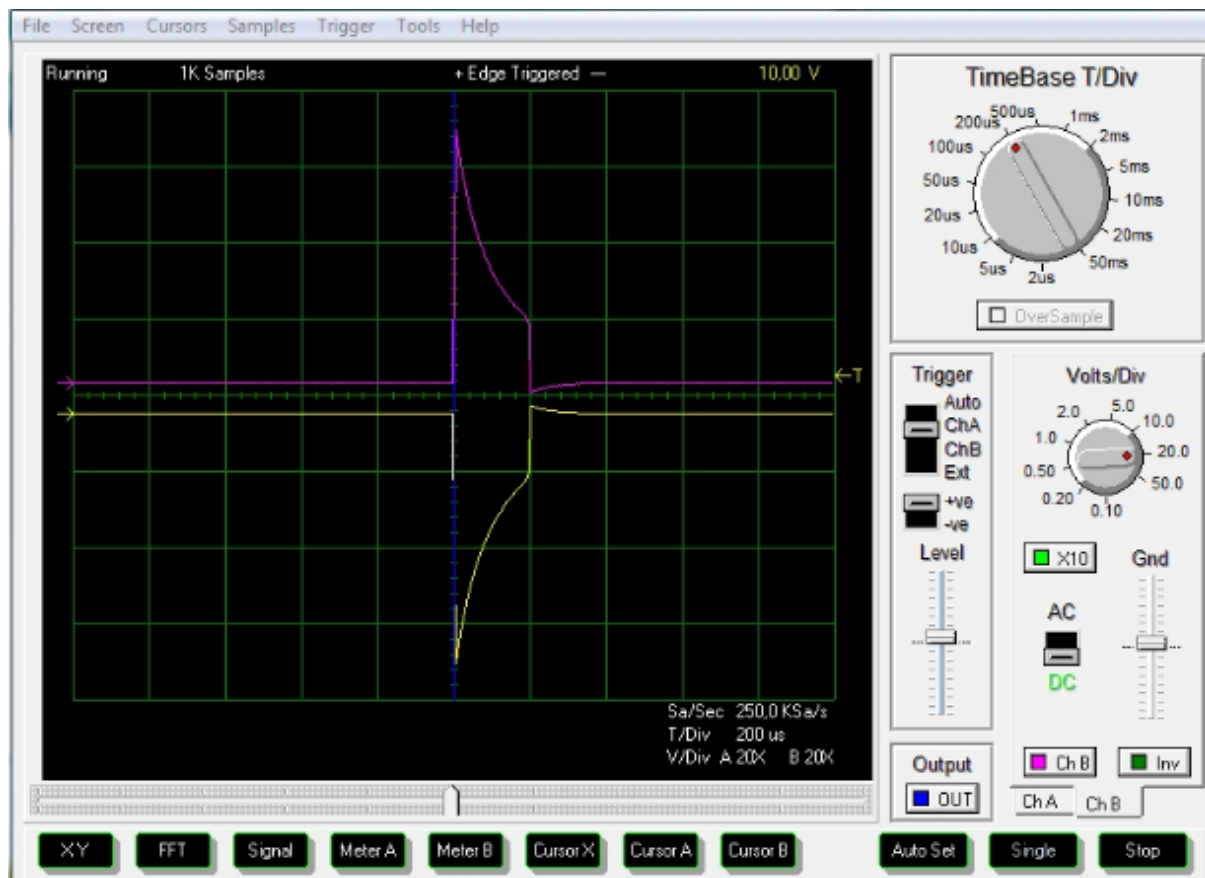 File Screen Cursors Samples Trigger Tools Help
Running 1K Samples + Edge Triggered — 10,00 V
T
Sa/Sec 250,0 KSa/s
T/Div 200 us
V/Div A 20X B 20X
TimeBase T/Div
500us
1ms
200us
2ms
100us
5ms
50us
10ms
20us
20ms
10us
50ms
5us
2us
OverSample
Trigger
Auto
ChA
ChB
Ext
+ve
-ve
Level
Volts/Div
5.0
2.0
10.0
1.0
20.0
0.50
50.0
0.20
0.10
X10
Gnd
AC
DC
Ch B
Inv
Ch A
Ch B
Output
OUT
XY FFT Signal Meter A Meter B Cursor X Cursor A Cursor B Auto Set Single Stop